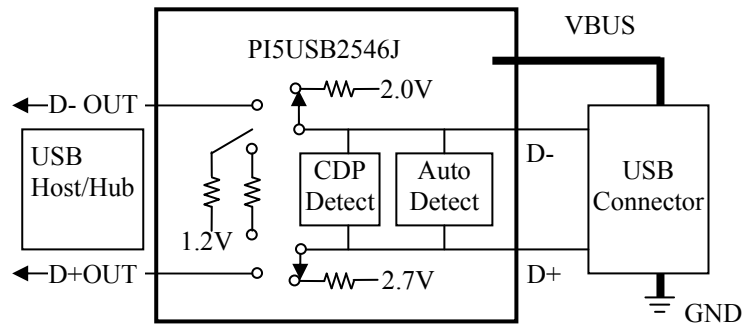 VBUS
PI5USB2546J
2.0V
D- OUT
D-
USB
Host/Hub
CDP
Detect
Auto
Detect
USB
Connector
1.2V
D+OUT
2.7V
D+
GND